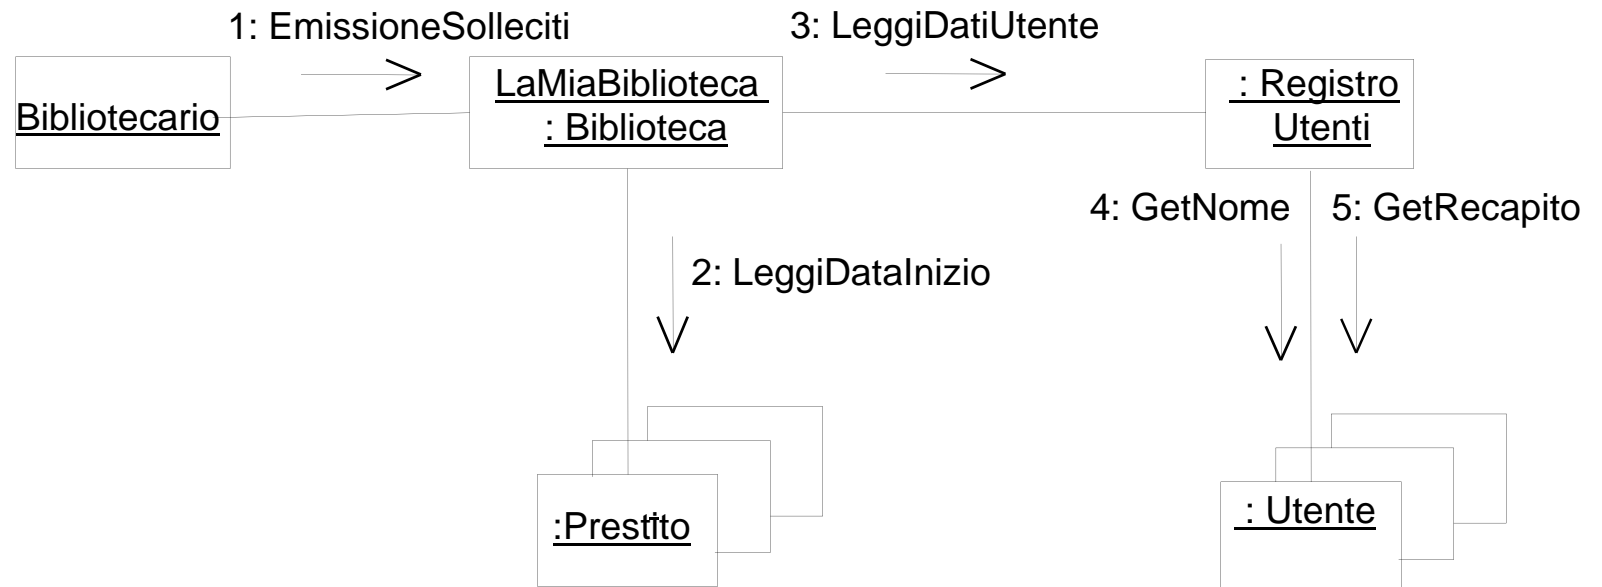 1: EmissioneSolleciti
3: LeggiDatiUtente
Bibliotecario
LaMiaBiblioteca
: Biblioteca
: Registro
Utenti
4: GetNome
5: GetRecapito
2: LeggiDataInizio
:Prestito
: Utente